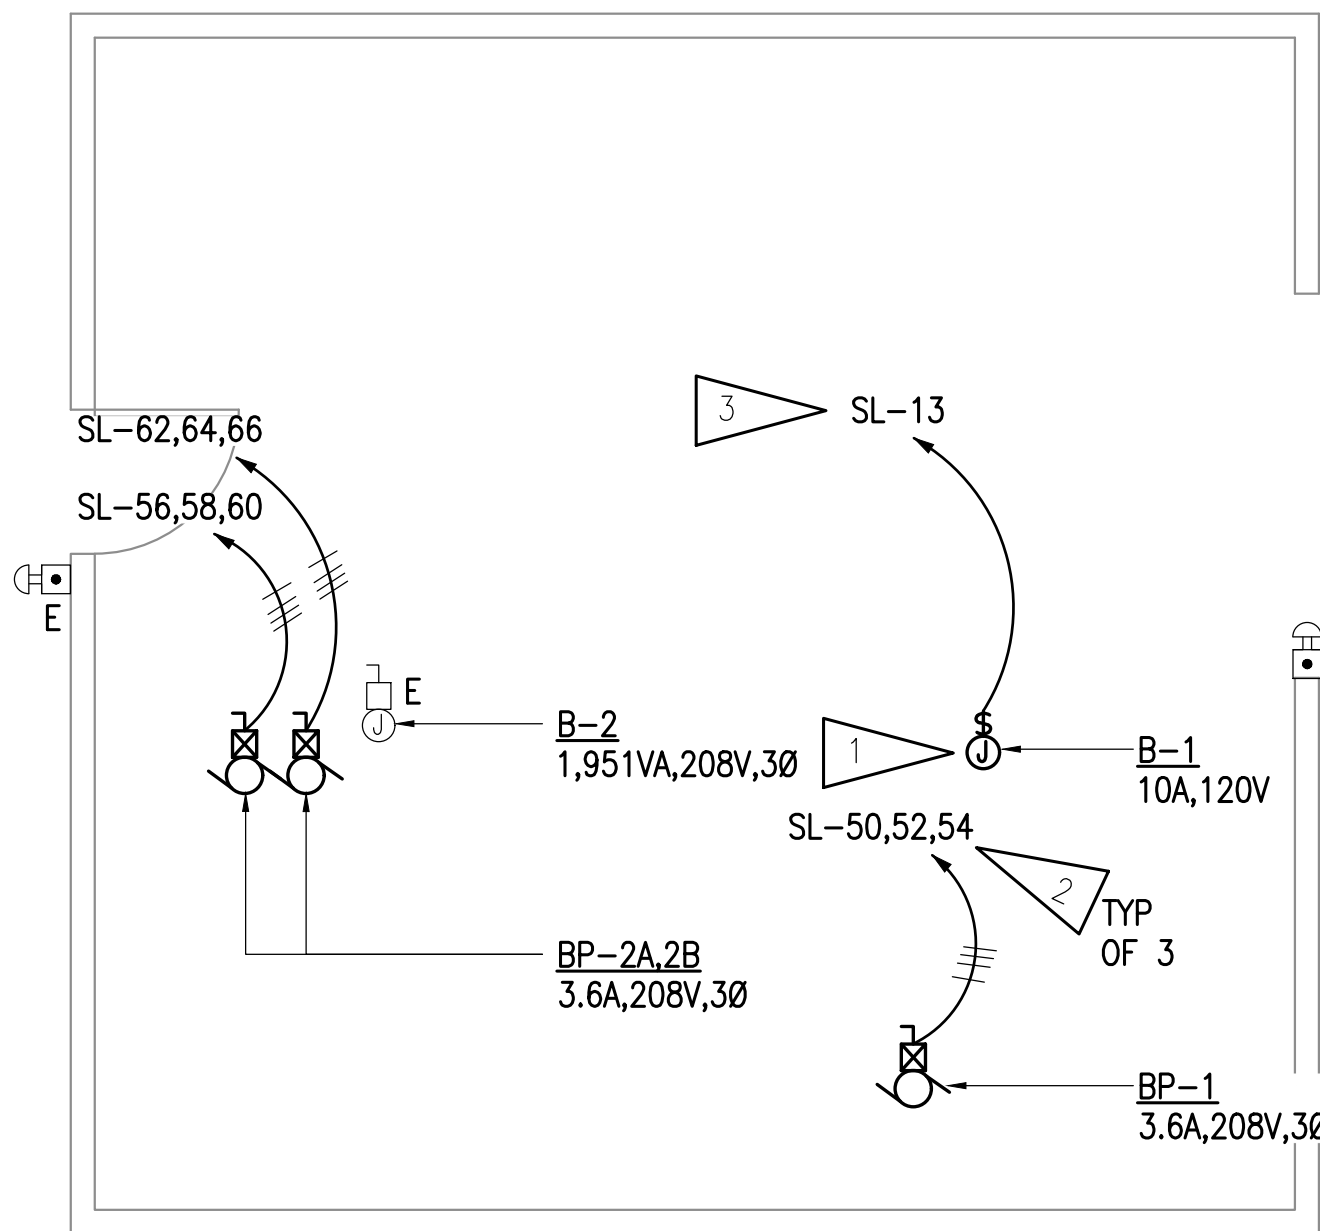 3
SL-13
SL-62,64,66
SL-56,58,60
E
E
J
B-2
1,951VA,208V,3Ø
1
$
J
B-1
10A,120V
SL-50,52,54
2
TYP
OF 3
BP-2A,2B
3.6A,208V,3Ø
BP-1
3.6A,208V,3Ø